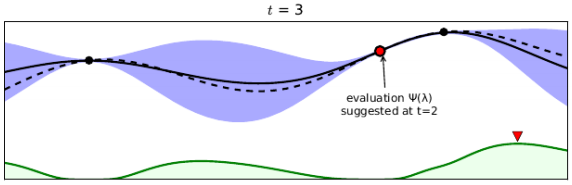 t = 3
evaluation Ψ(λ)
suggested at t=2